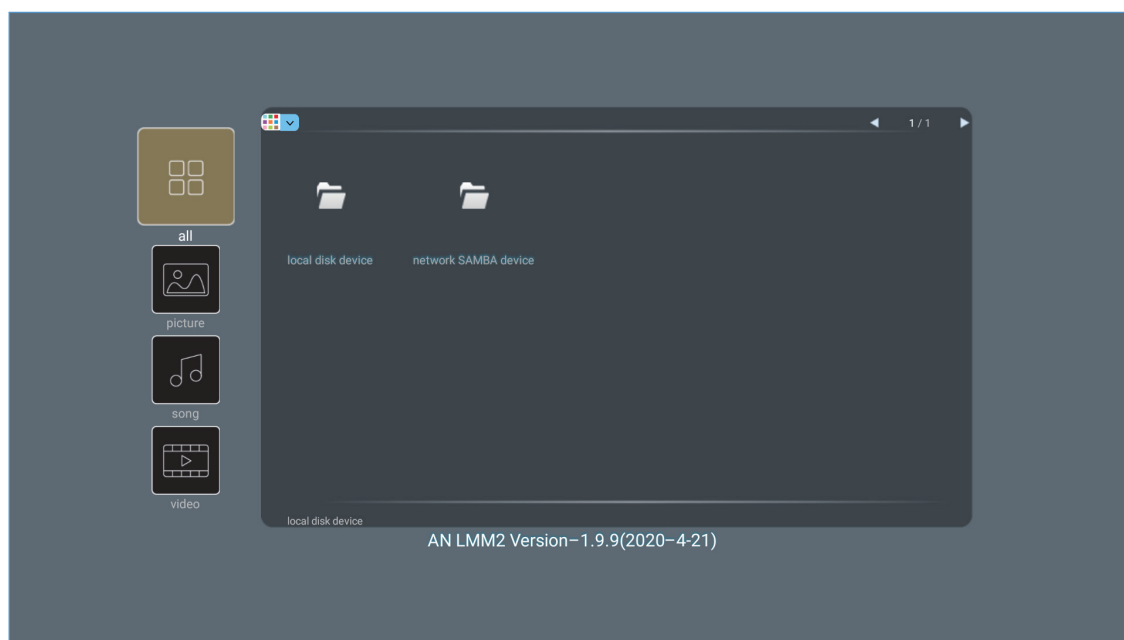 1 / 1
all
local disk device
network SAMBA device
picture
song
video
local disk device
AN LMM2 Version–1.9.9(2020–4-21)